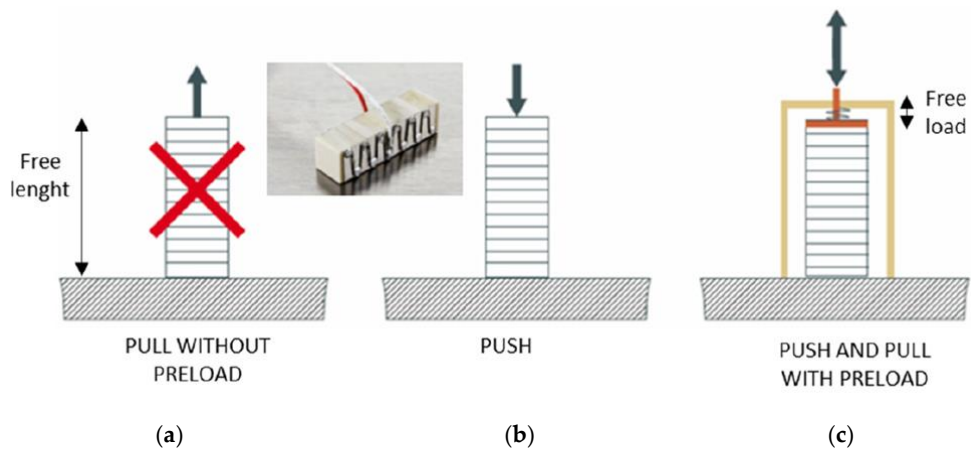 Free
lenght
PULL WITHOUT
PRELOAD
(a)
PUSH
(b)
Free
load
PUSH AND PULL
WITH PRELOAD
(c)